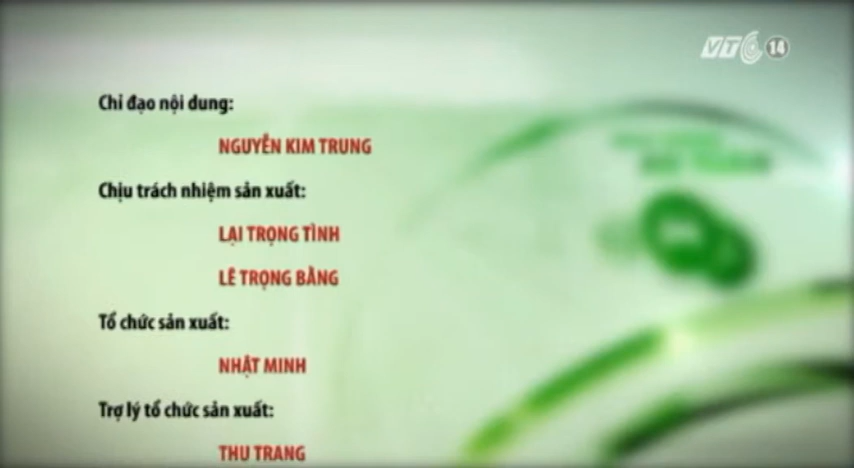 VTC 14
Chỉ đạo nội dung:
NGUYỄN KIM TRUNG
Chịu trách nhiệm sản xuất:
LẠI TRỌNG TÌNH
LÊ TRỌNG BẰNG
Tổ chức sản xuất:
NHẬT MINH
Trợ lý tổ chức sản xuất:
THU TRANG